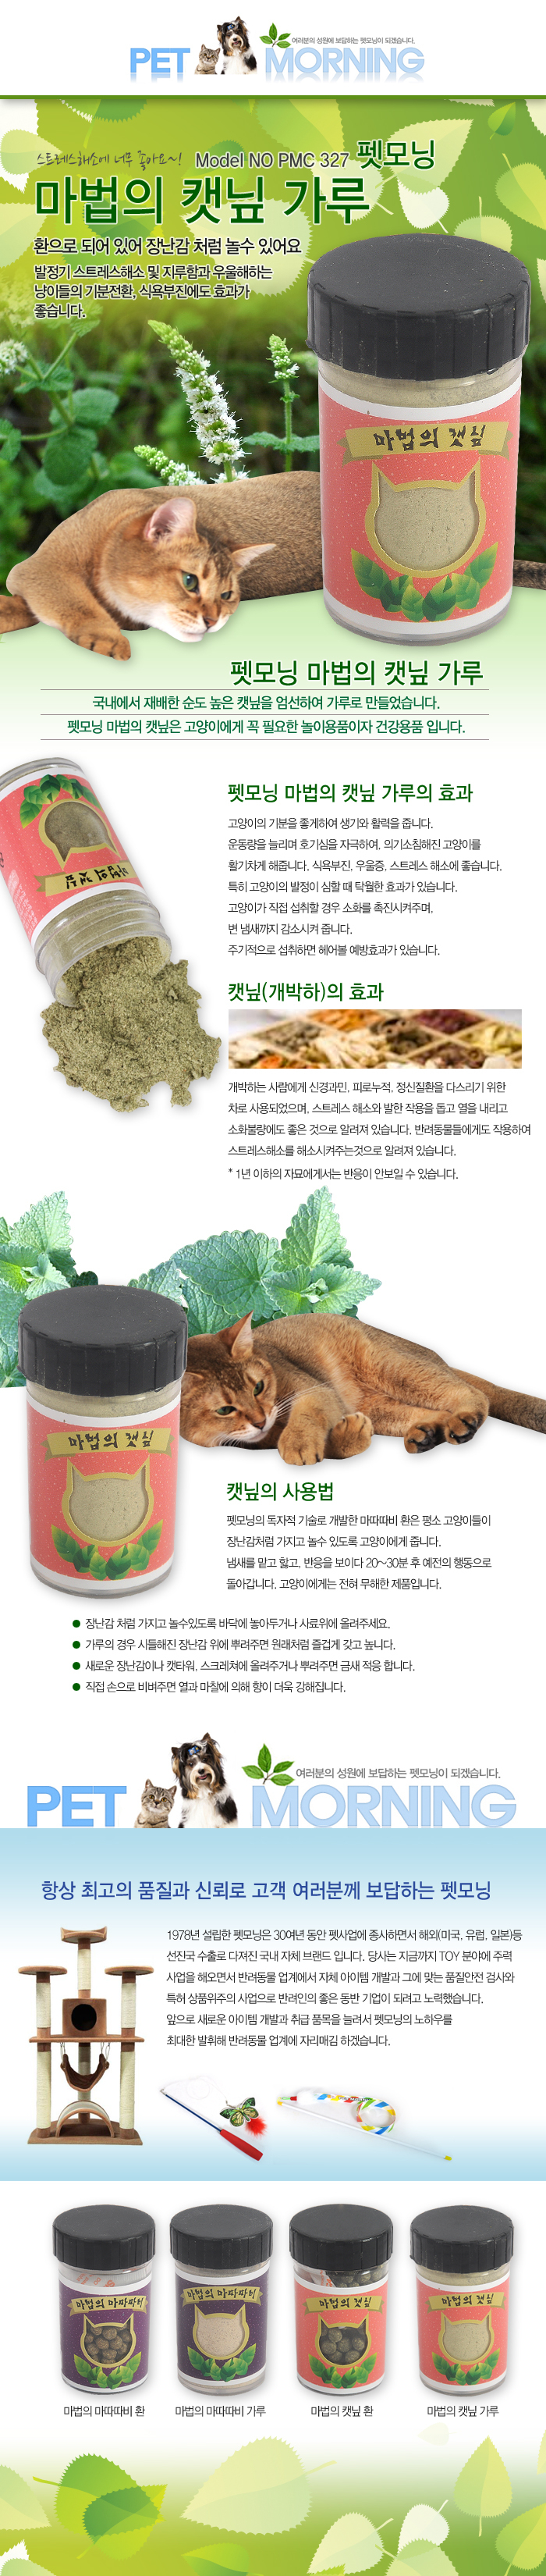 여러분의 성원에 보답하는 펫모닝이 되겠습니다.
PET MORNING
스트레스해소에 너무 좋아요~!
Model NO PMC 327 펫모닝
마법의 캣닢 가루
환으로 되어 있어 장난감 처럼 놀수 있어요
발정기 스트레스해소 및 지루함과 우울해하는
냥이들의 기분전환, 식욕부진에도 효과가
좋습니다.
마법의 캣닢
펫모닝 마법의 캣닢 가루
국내에서 재배한 순도 높은 캣닢을 엄선하여 가루로 만들었습니다.
펫모닝 마법의 캣닢은 고양이에게 꼭 필요한 놀이용품이자 건강용품 입니다.
마법의 캣닢
펫모닝 마법의 캣닢 가루의 효과
고양이의 기분을 좋게하여 생기와 활력을 줍니다.
운동량을 늘리며 호기심을 자극하여, 의기소침해진 고양이를
활기차게 해줍니다. 식욕부진, 우울증, 스트레스 해소에 좋습니다.
특히 고양이의 발정이 심할 때 탁월한 효과가 있습니다.
고양이가 직접 섭취할 경우 소화를 촉진시켜주며,
변 냄새까지 감소시켜 줍니다.
주기적으로 섭취하면 헤어볼 예방효과가 있습니다.
캣닢(개박하)의 효과
개박하는 사람에게 신경과민, 피로누적, 정신질환을 다스리기 위한
차로 사용되었으며, 스트레스 해소와 발한 작용을 돕고 열을 내리고
소화불량에도 좋은 것으로 알려져 있습니다. 반려동물들에게도 작용하여
스트레스해소를 해소시켜주는것으로 알려져 있습니다.
* 1년 이하의 자묘에게서는 반응이 안보일 수 있습니다.
마법의 캣닢
캣닢의 사용법
펫모닝의 독자적 기술로 개발한 마따따비 환은 평소 고양이들이
장난감처럼 가지고 놀수 있도록 고양이에게 줍니다.
냄새를 맡고 핥고, 반응을 보이다 20~30분 후 예전의 행동으로
돌아갑니다. 고양이에게는 전혀 무해한 제품입니다.
● 장난감 처럼 가지고 놀수있도록 바닥에 놓아두거나 사료위에 올려주세요.
● 가루의 경우 시들해진 장난감 위에 뿌려주면 원래처럼 즐겁게 갖고 놉니다.
● 새로운 장난감이나 캣타워, 스크레쳐에 올려주거나 뿌려주면 금새 적응 합니다.
● 직접 손으로 비벼주면 열과 마찰에 의해 향이 더욱 강해집니다.
여러분의 성원에 보답하는 펫모닝이 되겠습니다.
PET MORNING
항상 최고의 품질과 신뢰로 고객 여러분께 보답하는 펫모닝
1978년 설립한 펫모닝은 30여년 동안 펫사업에 종사하면서 해외(미국, 유럽, 일본)등
선진국 수출로 다져진 국내 자체 브랜드 입니다. 당사는 지금까지 TOY 분야에 주력
사업을 해오면서 반려동물 업계에서 자체 아이템 개발과 그에 맞는 품질안전 검사와
특허 상품위주의 사업으로 반려인의 좋은 동반 기업이 되려고 노력했습니다.
앞으로 새로운 아이템 개발과 취급 품목을 늘려서 펫모닝의 노하우를
최대한 발휘해 반려동물 업계에 자리매김 하겠습니다.
마법의 마따따비
마법의 마따따비
마법의 캣닢
마법의 캣닢
마법의 마따따비 환
마법의 마따따비 가루
마법의 캣닢 환
마법의 캣닢 가루